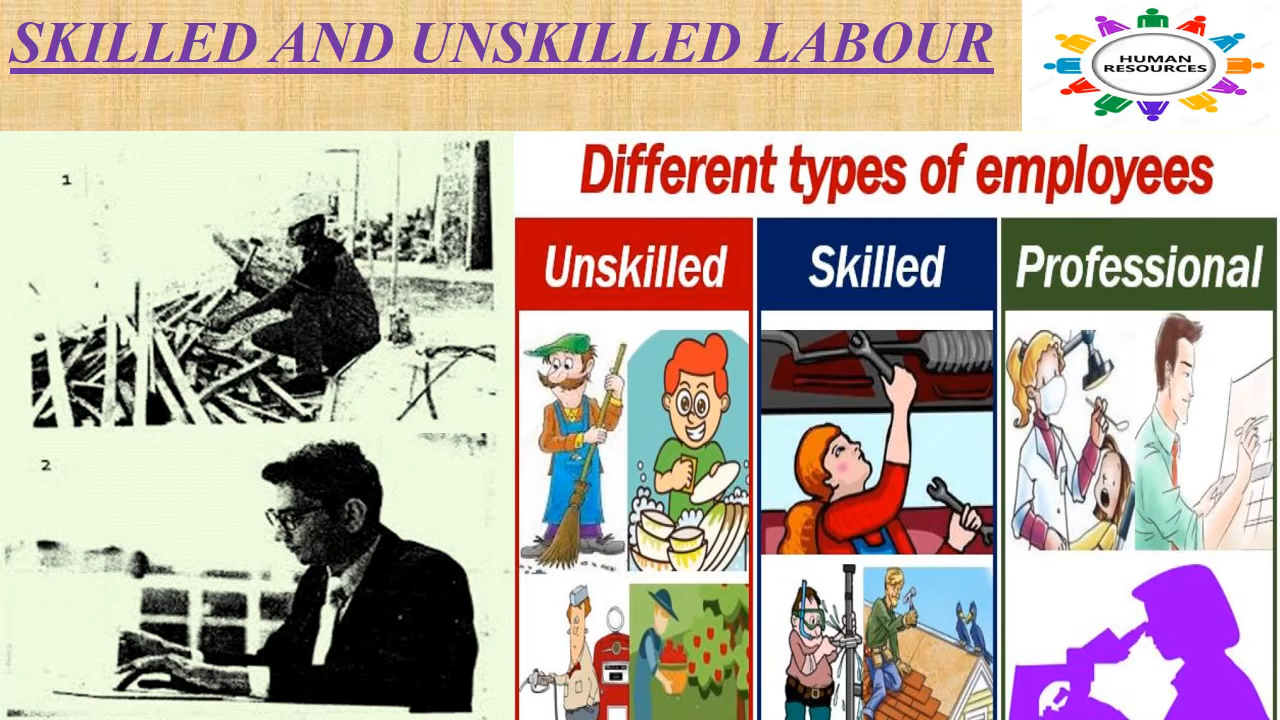 SKILLED AND UNSKILLED LABOUR
HUMAN
RESOURCES
1
2
Different types of employees
Unskilled
Skilled
Professional